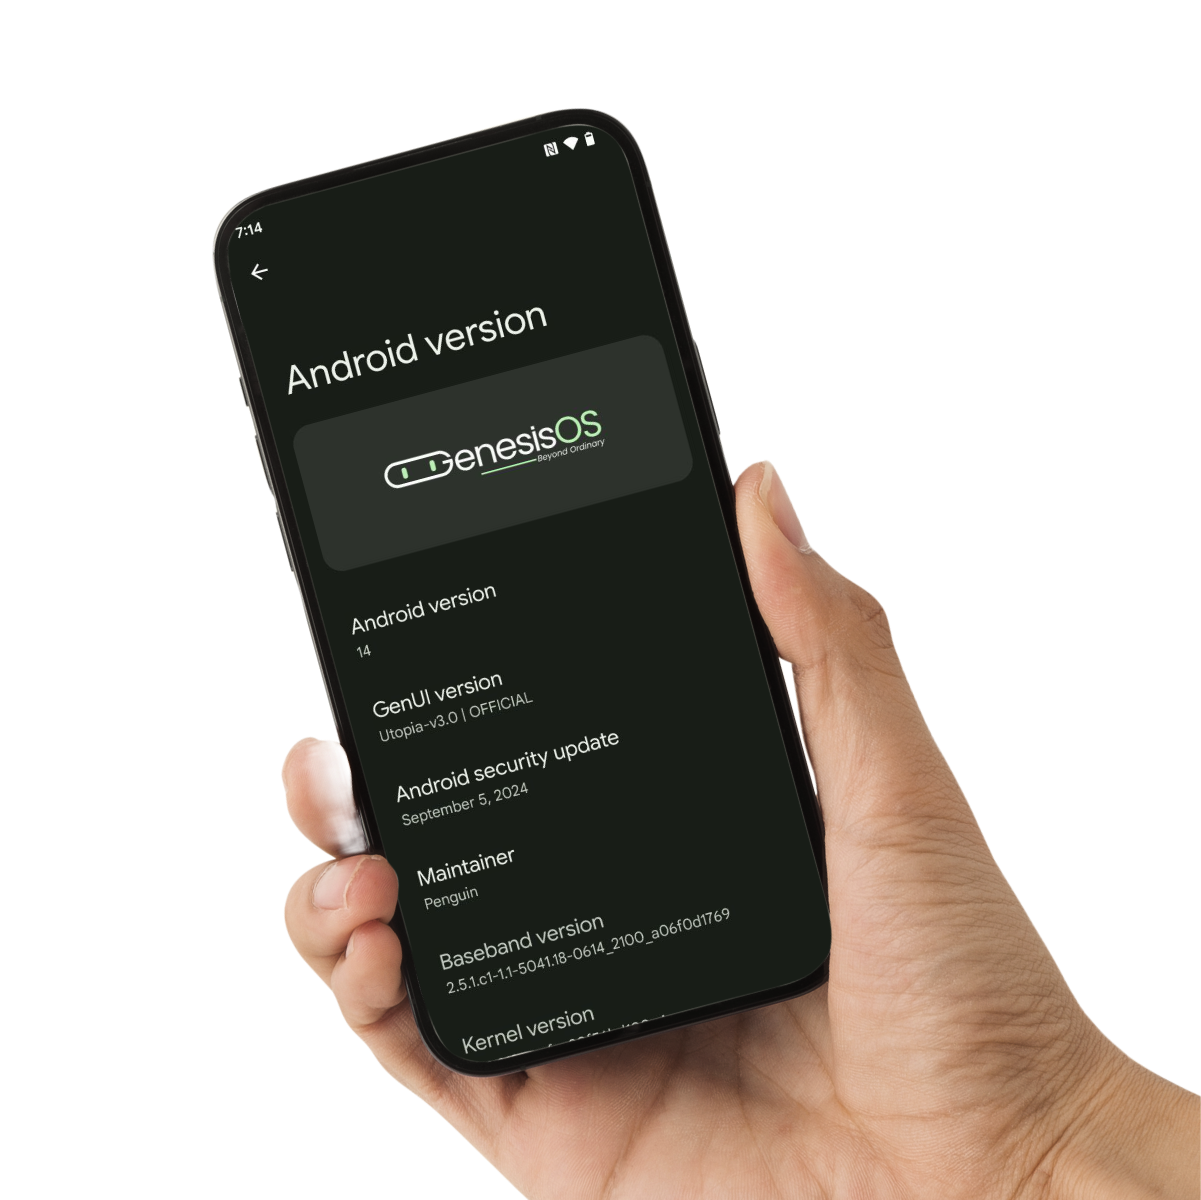 7:14
Android version
GenesisOS
Beyond Ordinary
Android version
14
GenUI version
Utopia-v3.0 | OFFICIAL
Android security update
September 5, 2024
Maintainer
Penguin
Baseband version
2.5.1.c1-1.1-5041.18-0614_2100_a06f0d1769
Kernel version